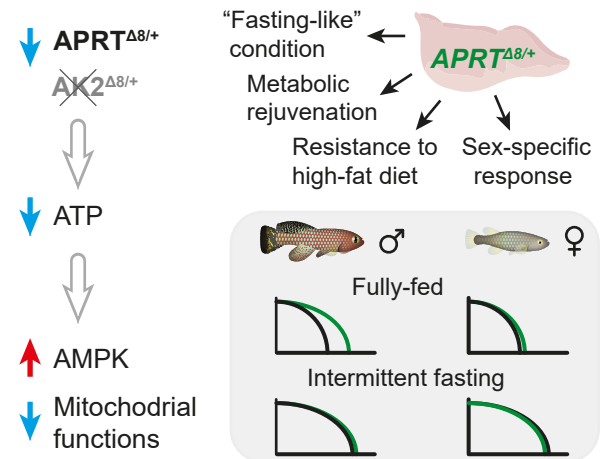 APRTΔ8/+
AK2Δ8/+
ATP
AMPK
Mitochodrial
functions
“Fasting-like”
condition
Metabolic
rejuvenation
Resistance to
high-fat diet
Sex-specific
response
APRTΔ8/+
♂
♀
Fully-fed
Intermittent fasting